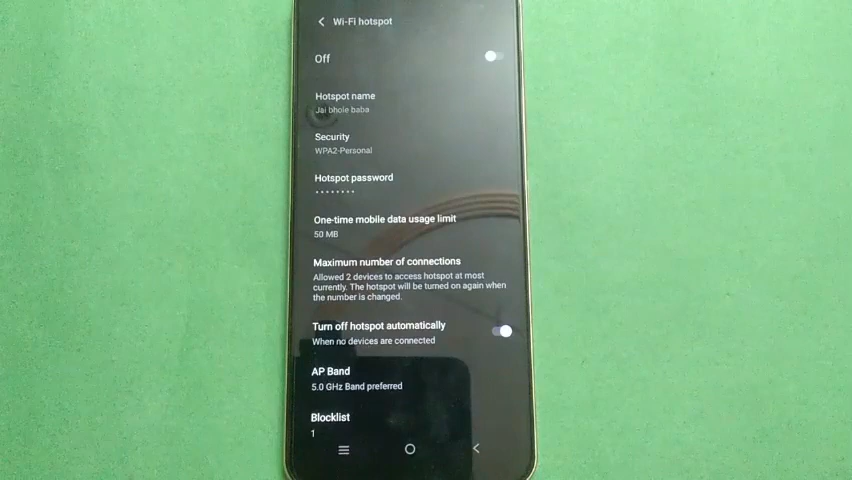 Wi-Fi hotspot
Off
Hotspot name
Jai bhole baba
Security
WPA2-Personal
Hotspot password
........
One-time mobile data usage limit
50 MB
Maximum number of connections
Allowed 2 devices to access hotspot at most
currently. The hotspot will be turned on again when
the number is changed.
Turn off hotspot automatically
When no devices are connected
AP Band
5.0 GHz Band preferred
Blocklist
1